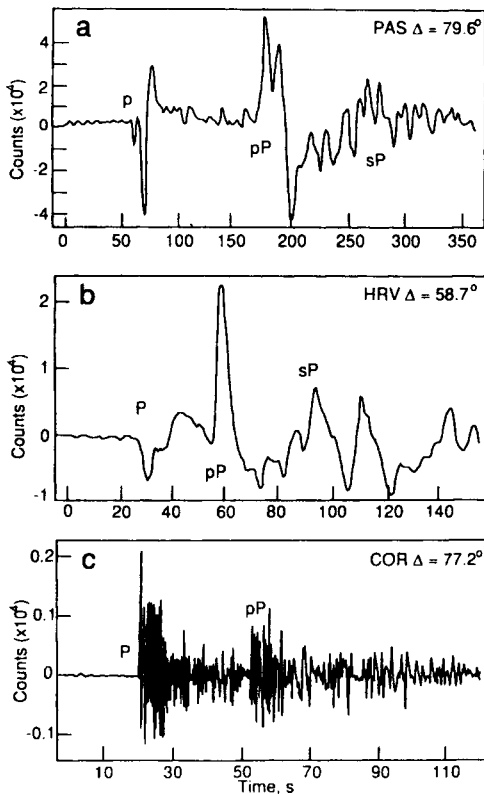 a
PAS Δ = 79.6°
Counts (x10⁴)
4
2
0
-2
-4
P
pP
sP
0 50 100 150 200 250 300 350
b
HRV Δ = 58.7°
Counts (x10⁴)
2
1
0
-1
P
pP
sP
0 20 40 60 80 100 120 140
c
COR Δ = 77.2°
Counts (x10⁴)
0.2
0.1
0
-0.1
P
pP
10 30 50 70 90 110
Time, s